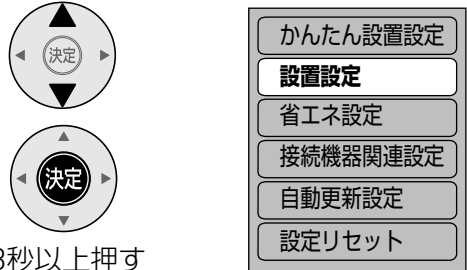 決定
決定
3秒以上押す
かんたん設置設定
設置設定
省エネ設定
接続機器関連設定
自動更新設定
設定リセット